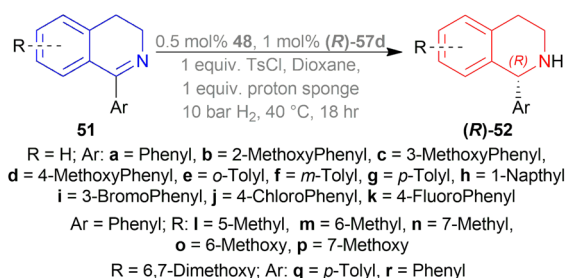 R
N
Ar
51
0.5 mol% 48, 1 mol% (R)-57d
1 equiv. TsCl, Dioxane,
1 equiv. proton sponge
10 bar H₂, 40 °C, 18 hr
R
NH
(R)
Ar
(R)-52
R = H; Ar: a = Phenyl, b = 2-MethoxyPhenyl, c = 3-MethoxyPhenyl,
d = 4-MethoxyPhenyl, e = o-Tolyl, f = m-Tolyl, g = p-Tolyl, h = 1-Napthyl
i = 3-BromoPhenyl, j = 4-ChloroPhenyl, k = 4-FluoroPhenyl
Ar = Phenyl; R: l = 5-Methyl, m = 6-Methyl, n = 7-Methyl,
o = 6-Methoxy, p = 7-Methoxy
R = 6,7-Dimethoxy; Ar: q = p-Tolyl, r = Phenyl